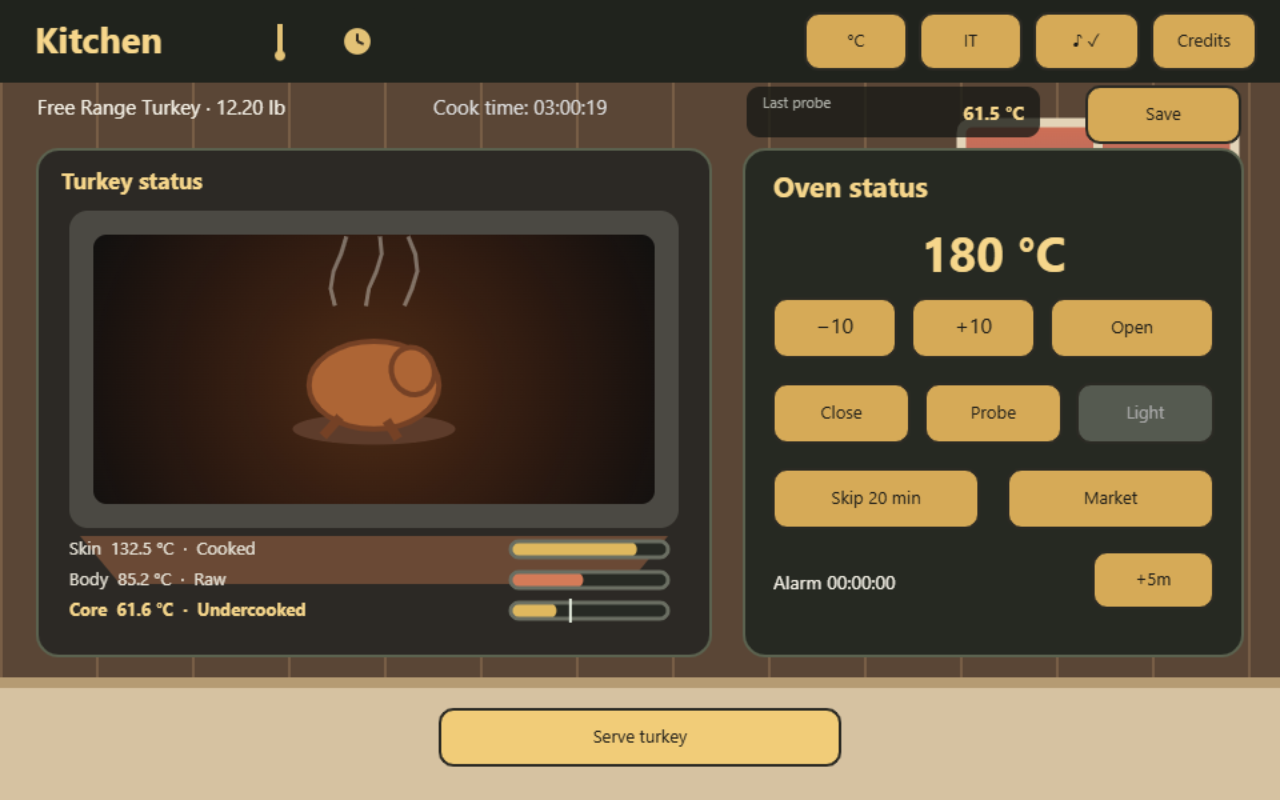 Kitchen
°C
IT
♪ ✓
Credits
Free Range Turkey · 12.20 lb
Cook time: 03:00:19
Last probe
61.5 °C
Save
Turkey status
Oven status
180 °C
−10
+10
Open
Close
Probe
Light
Skip 20 min
Market
Skin 132.5 °C · Cooked
Body 85.2 °C · Raw
Core 61.6 °C · Undercooked
Alarm 00:00:00
+5m
Serve turkey